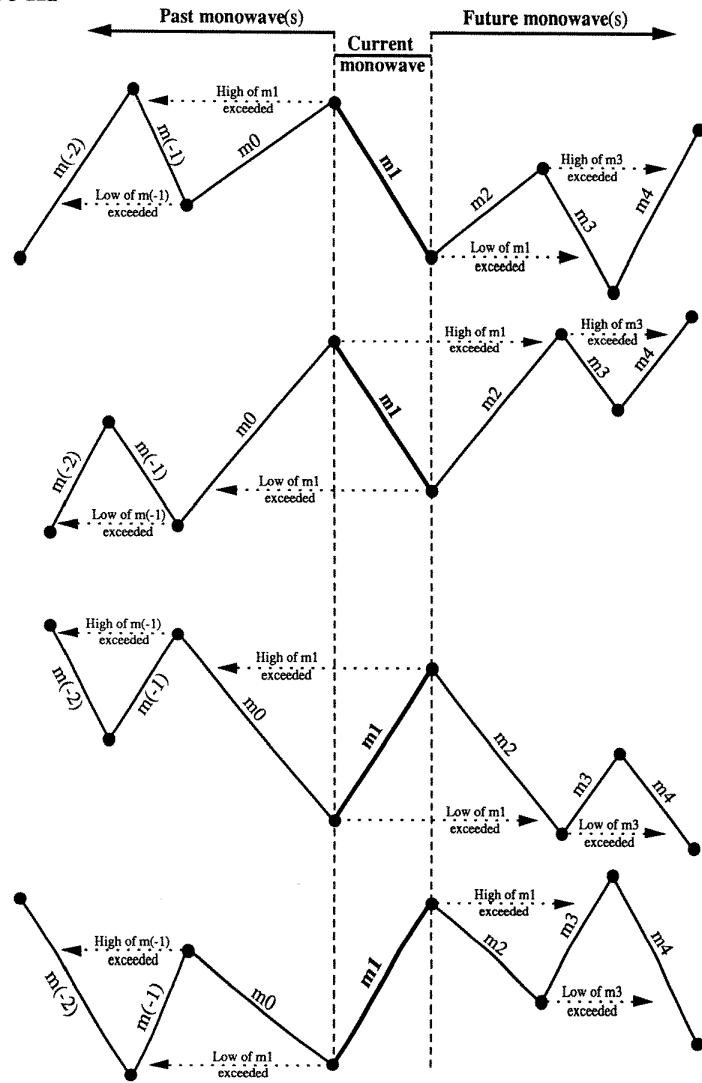 Past monowave(s)
Future monowave(s)
Current
monowave
High of m1
exceeded
m(-2)
m(-1)
m0
m1
m2
High of m3
exceeded
m3
m4
Low of m(-1)
exceeded
Low of m1
exceeded
High of m1
exceeded
High of m3
exceeded
m(-2)
m(-1)
m0
m1
m2
m3
m4
Low of m1
exceeded
Low of m(-1)
exceeded
High of m(-1)
exceeded
High of m1
exceeded
m(-2)
m(-1)
m0
m1
m2
m3
m4
Low of m1
exceeded
Low of m3
exceeded
High of m1
exceeded
High of m(-1)
exceeded
m(-2)
m(-1)
m0
m1
m2
m3
m4
Low of m3
exceeded
Low of m1
exceeded